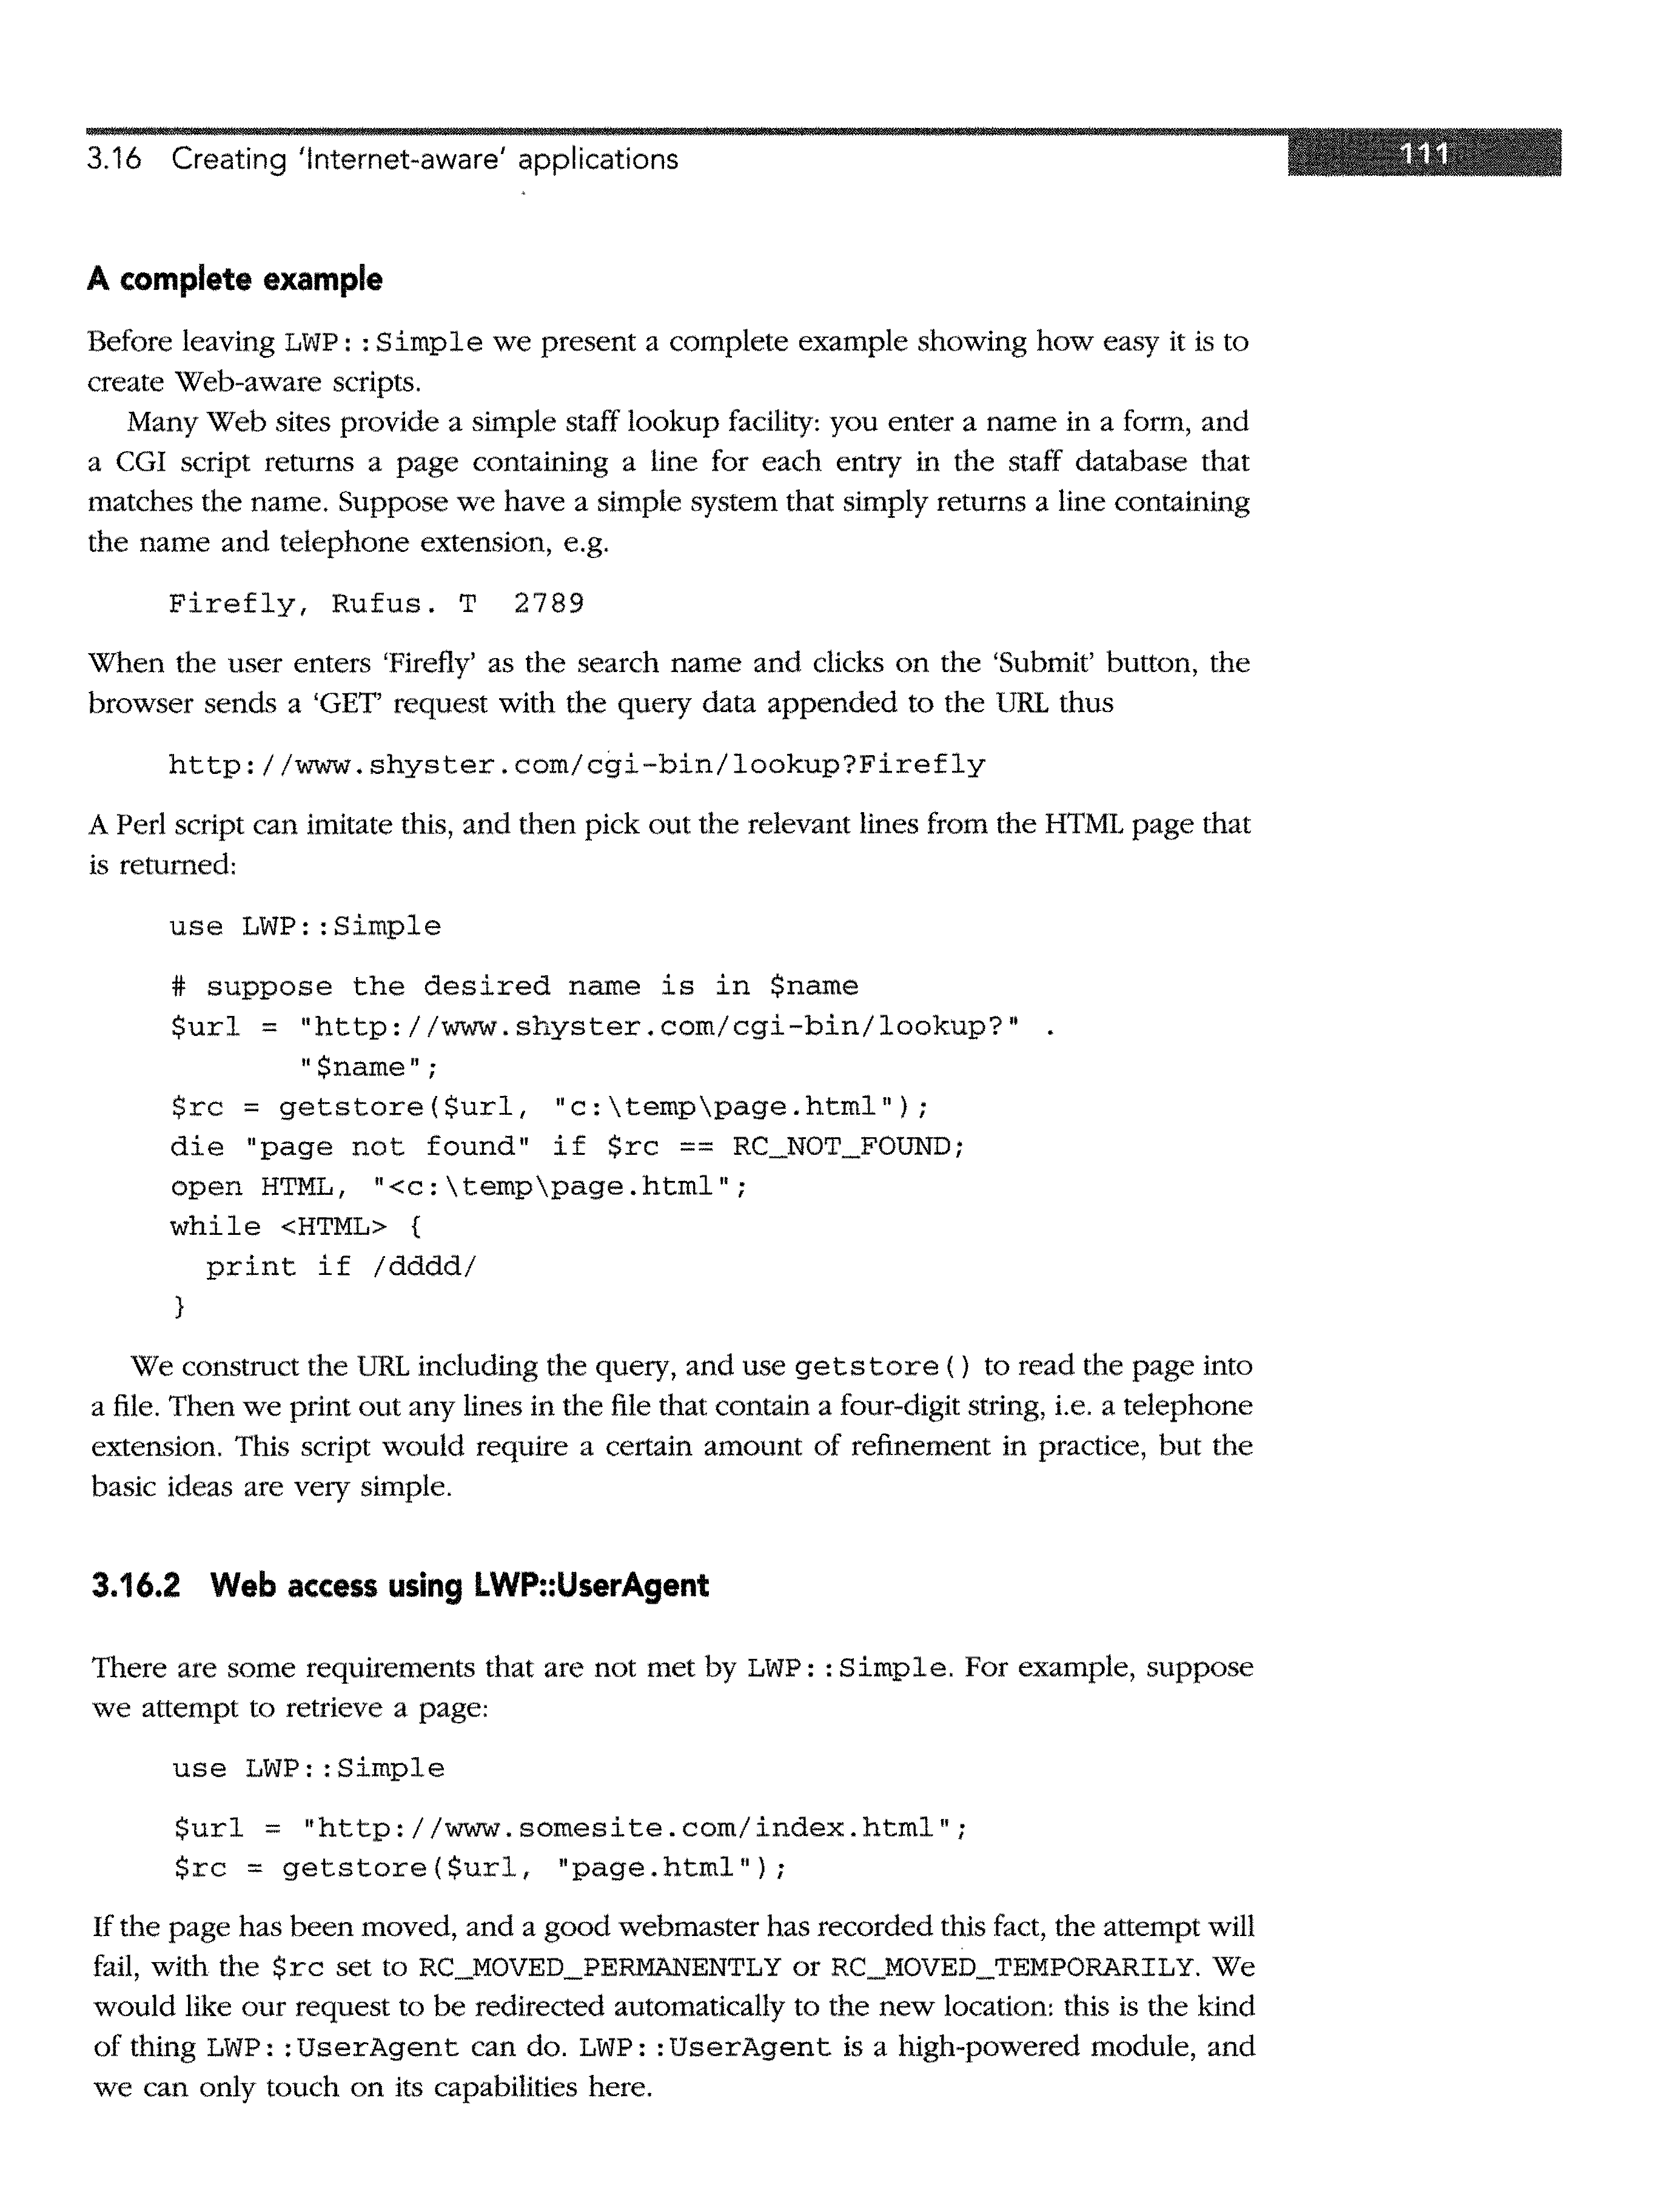 3.16 Creating 'Internet-aware' applications 111
A complete example
Before leaving LWP::Simple we present a complete example showing how easy it is to
create Web-aware scripts.
Many Web sites provide a simple staff lookup facility: you enter a name in a form, and
a CGI script returns a page containing a line for each entry in the staff database that
matches the name. Suppose we have a simple system that simply returns a line containing
the name and telephone extension, e.g.
Firefly, Rufus. T  2789
When the user enters ‘Firefly’ as the search name and clicks on the ‘Submit’ button, the
browser sends a ‘GET’ request with the query data appended to the URL thus
http://www.shyster.com/cgi-bin/lookup?Firefly
A Perl script can imitate this, and then pick out the relevant lines from the HTML page that
is returned:
use LWP::Simple
# suppose the desired name is in $name
$url = "http://www.shyster.com/cgi-bin/lookup?" .
"$name";
$rc = getstore($url, "c:\temp\page.html");
die "page not found" if $rc == RC_NOT_FOUND;
open HTML, "<c:\temp\page.html";
while <HTML> {
print if /dddd/
}
We construct the URL including the query, and use getstore() to read the page into
a file. Then we print out any lines in the file that contain a four-digit string, i.e. a telephone
extension. This script would require a certain amount of refinement in practice, but the
basic ideas are very simple.
3.16.2 Web access using LWP::UserAgent
There are some requirements that are not met by LWP::Simple. For example, suppose
we attempt to retrieve a page:
use LWP::Simple
$url = "http://www.somesite.com/index.html";
$rc = getstore($url, "page.html");
If the page has been moved, and a good webmaster has recorded this fact, the attempt will
fail, with the $rc set to RC_MOVED_PERMANENTLY or RC_MOVED_TEMPORARILY. We
would like our request to be redirected automatically to the new location: this is the kind
of thing LWP::UserAgent can do. LWP::UserAgent is a high-powered module, and
we can only touch on its capabilities here.